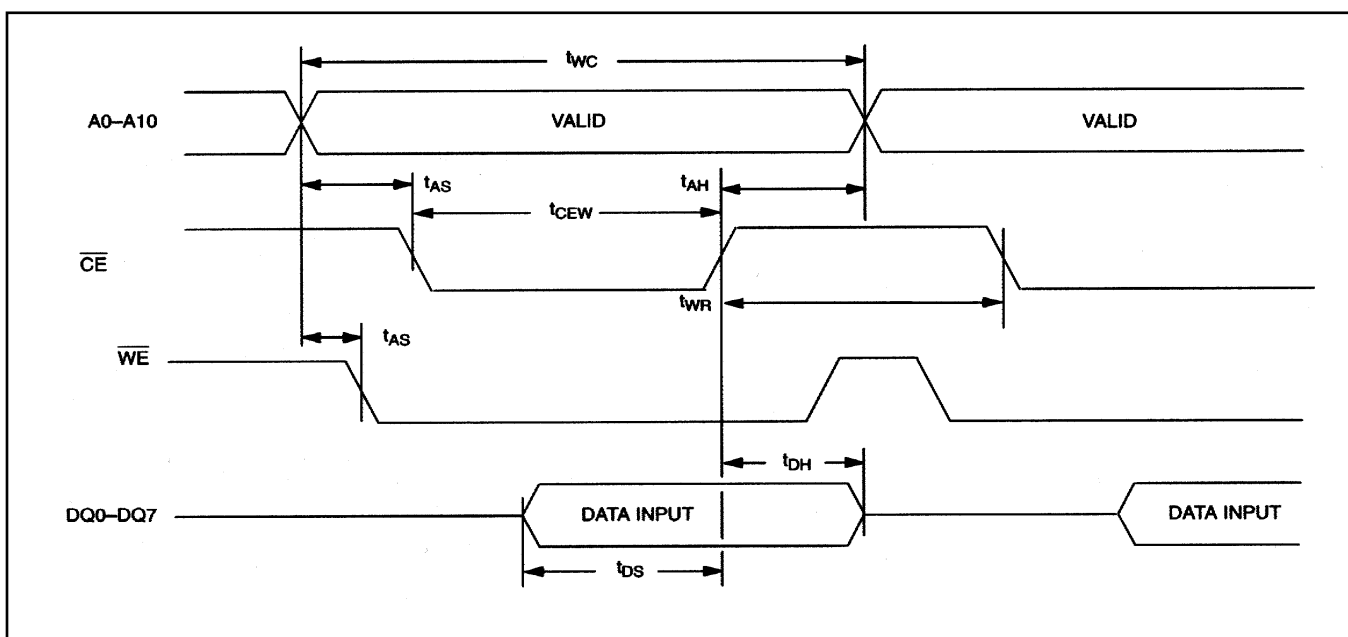 tWC
A0–A10 VALID VALID
tAS tAH
tCEW
CE
tWR
tAS
WE
tDH
DQ0–DQ7 DATA INPUT DATA INPUT
tDS